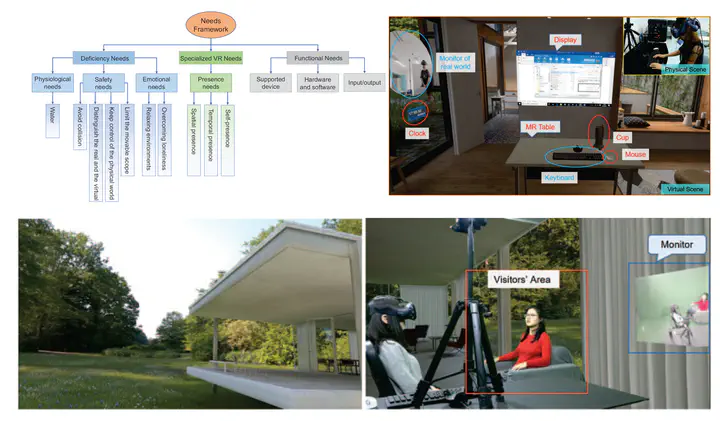 Needs
Framework
Deficiency Needs
Specialized VR Needs
Functional Needs
Physiological
needs
Safety
needs
Emotional
needs
Presence
needs
Supported
device
Hardware
and software
Input/output
Water
Avoid collision
Distinguish the real and the virtual
Keep control of the physical world
Limit the movable scope
Relaxing environments
Overcoming loneliness
Spatial presence
Temporal presence
Self-presence
Display
Monitor of
real world
Physical Scene
Clock
MR Table
Cup
Mouse
Keyboard
Virtual Scene
Monitor
Visitors' Area